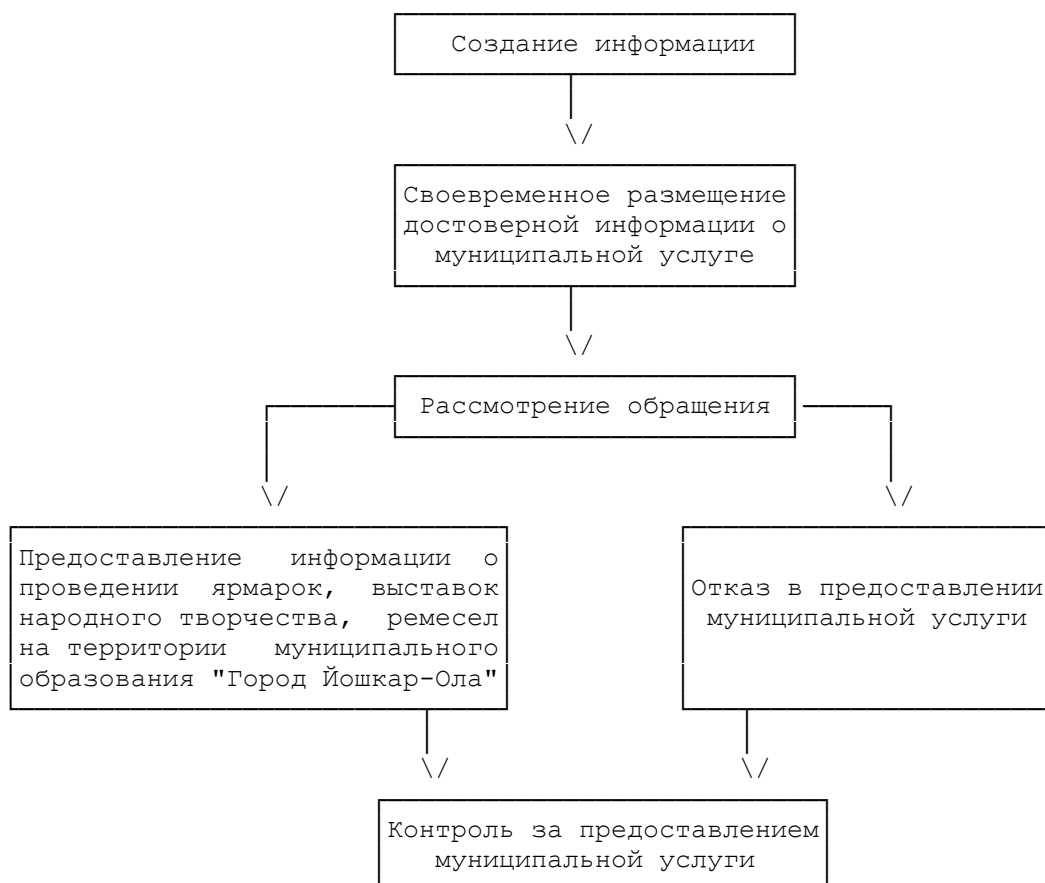 Создание информации
Своевременное размещение
достоверной информации о
муниципальной услуге
Рассмотрение обращения
Предоставление информации о
проведении ярмарок, выставок
народного творчества, ремесел
на территории муниципального
образования "Город Йошкар-Ола"
Отказ в предоставлении
муниципальной услуги
Контроль за предоставлением
муниципальной услуги